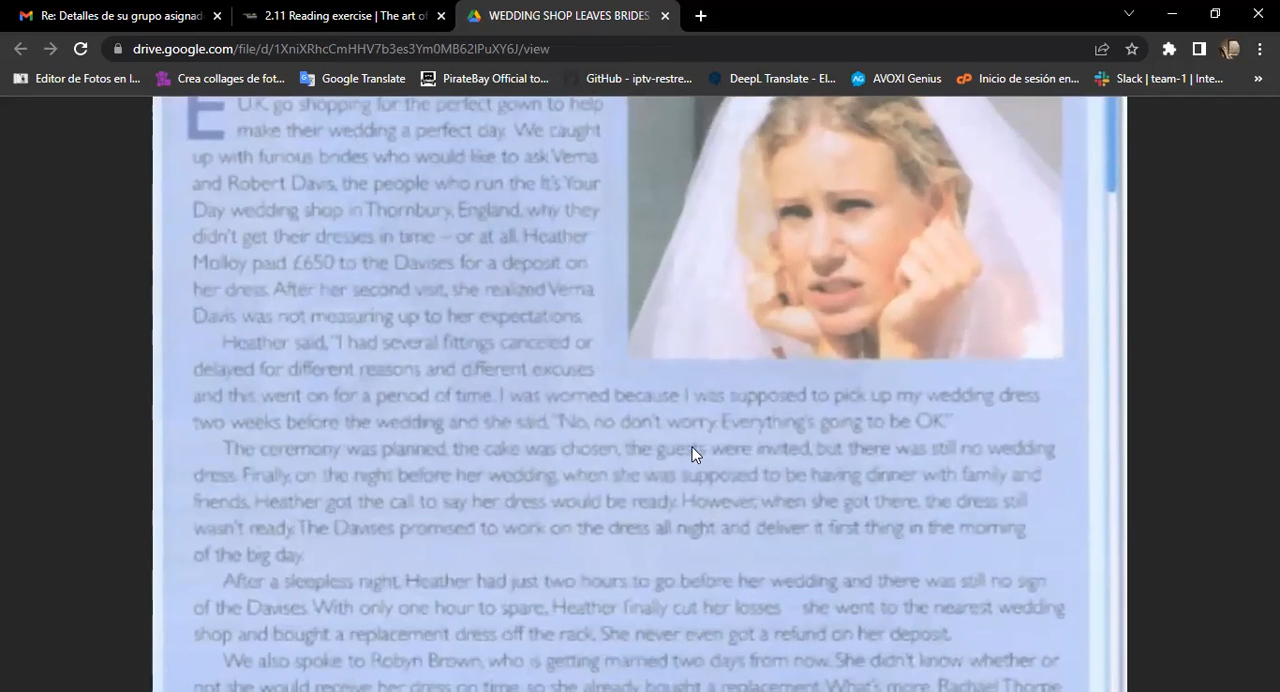 Re: Detalles de su grupo asignad
2.11 Reading exercise | The art of
WEDDING SHOP LEAVES BRIDES
drive.google.com/file/d/1XniXRhcCmHHV7b3es3Ym0MB62lPuXY6J/view
Editor de Fotos en l... Crea collages de fot... Google Translate PirateBay Official to... GitHub - iptv-restre... DeepL Translate - El... AVOXI Genius Inicio de sesión en... Slack | team-1 | Inte... »
E U.K. go shopping for the perfect gown to help
make their wedding a perfect day. We caught
up with furious brides who would like to ask Verna
and Robert Davis, the people who run the It's Your
Day wedding shop in Thornbury, England, why they
didn't get their dresses in time – or at all. Heather
Molloy paid £650 to the Davises for a deposit on
her dress. After her second visit, she realized Verna
Davis was not measuring up to her expectations.
Heather said, "I had several fittings canceled or
delayed for different reasons and different excuses
and this went on for a period of time. I was worried because I was supposed to pick up my wedding dress
two weeks before the wedding and she said, "No, no don't worry. Everything's going to be OK."
The ceremony was planned, the cake was chosen, the guests were invited, but there was still no wedding
dress. Finally, on the night before her wedding, when she was supposed to be having dinner with family and
friends, Heather got the call to say her dress would be ready. However, when she got there, the dress still
wasn't ready. The Davises promised to work on the dress all night and deliver it first thing in the morning
of the big day.
After a sleepless night, Heather had just two hours to go before her wedding and there was still no sign
of the Davises. With only one hour to spare, Heather finally cut her losses – she went to the nearest wedding
shop and bought a replacement dress off the rack. She never even got a refund on her deposit.
We also spoke to Robyn Brown, who is getting married two days from now. She didn't know whether or
not she would receive her dress on time, so she already bought a replacement. What's more, Rachael Thorne